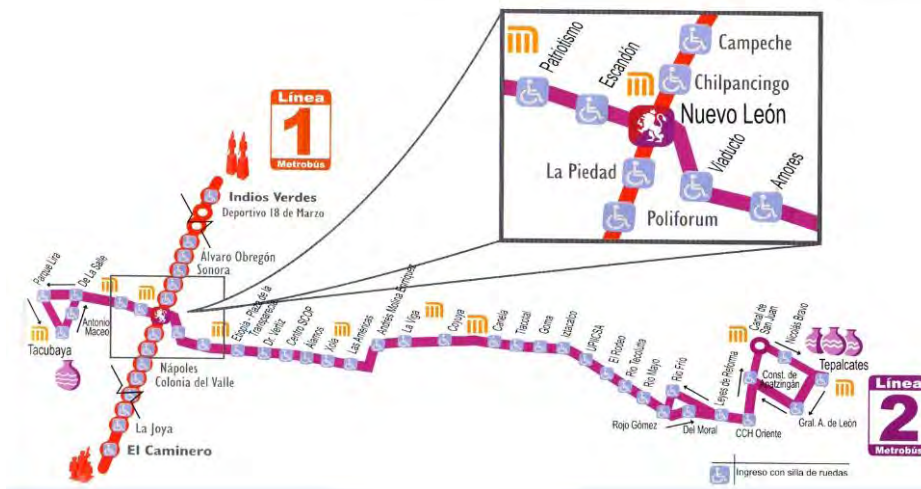 Línea
1
Metrobús
Indios Verdes
Deportivo 18 de Marzo
Álvaro Obregón
Sonora
Patriotismo
Escandón
Campeche
Chilpancingo
Nuevo León
La Piedad
Poliforum
Viaducto
Amores
Parque Lira
De La Salle
Antonio
Maceo
Tacubaya
Nápoles
Colonia del Valle
La Joya
El Caminero
Etiopía - Plaza de la
Transparencia
Dr. Vertiz
Centro SCOP
Álamos
Xola
Las Américas
Andrés Molina Enríquez
La Viga
Coyuya
Canela
Tlacotal
Goma
Iztacalco
UPIICSA
El Rodeo
Río Tecolutla
Río Mayo
Rojo Gómez
Río Frío
Del Moral
Leyes de Reforma
CCH Oriente
Canal de
San Juan
Nicolás Bravo
Const. de
Apatzingán
Gral. A. de León
Tepalcates
Línea
2
Metrobús
Ingreso con silla de ruedas